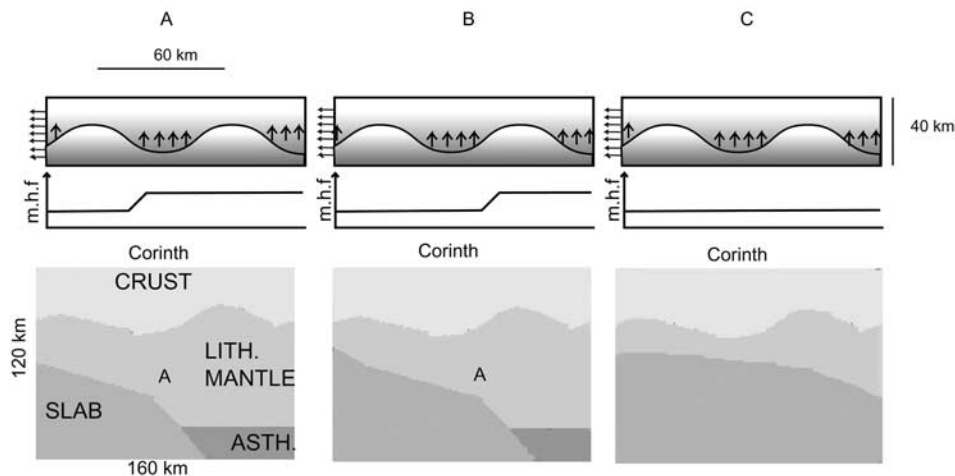 A B C
60 km
40 km
m.h.f m.h.f m.h.f
Corinth Corinth Corinth
CRUST
120 km
LITH.
MANTLE
A A
SLAB
ASTH.
160 km